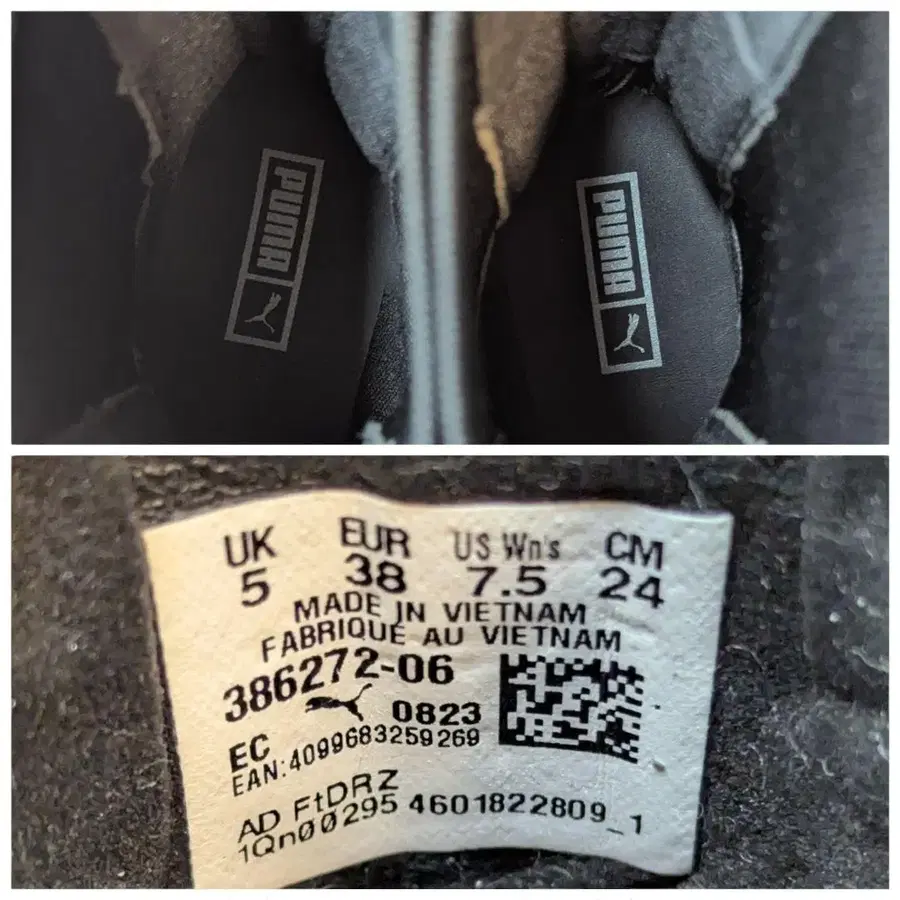 PUMA
PUMA
UK EUR US Wn's CM
5 38 7.5 24
MADE IN VIETNAM
FABRIQUÉ AU VIETNAM
386272-06
0823
EC
EAN:4099683259269
AD FtDRZ
1Qn00295 4601822809_1